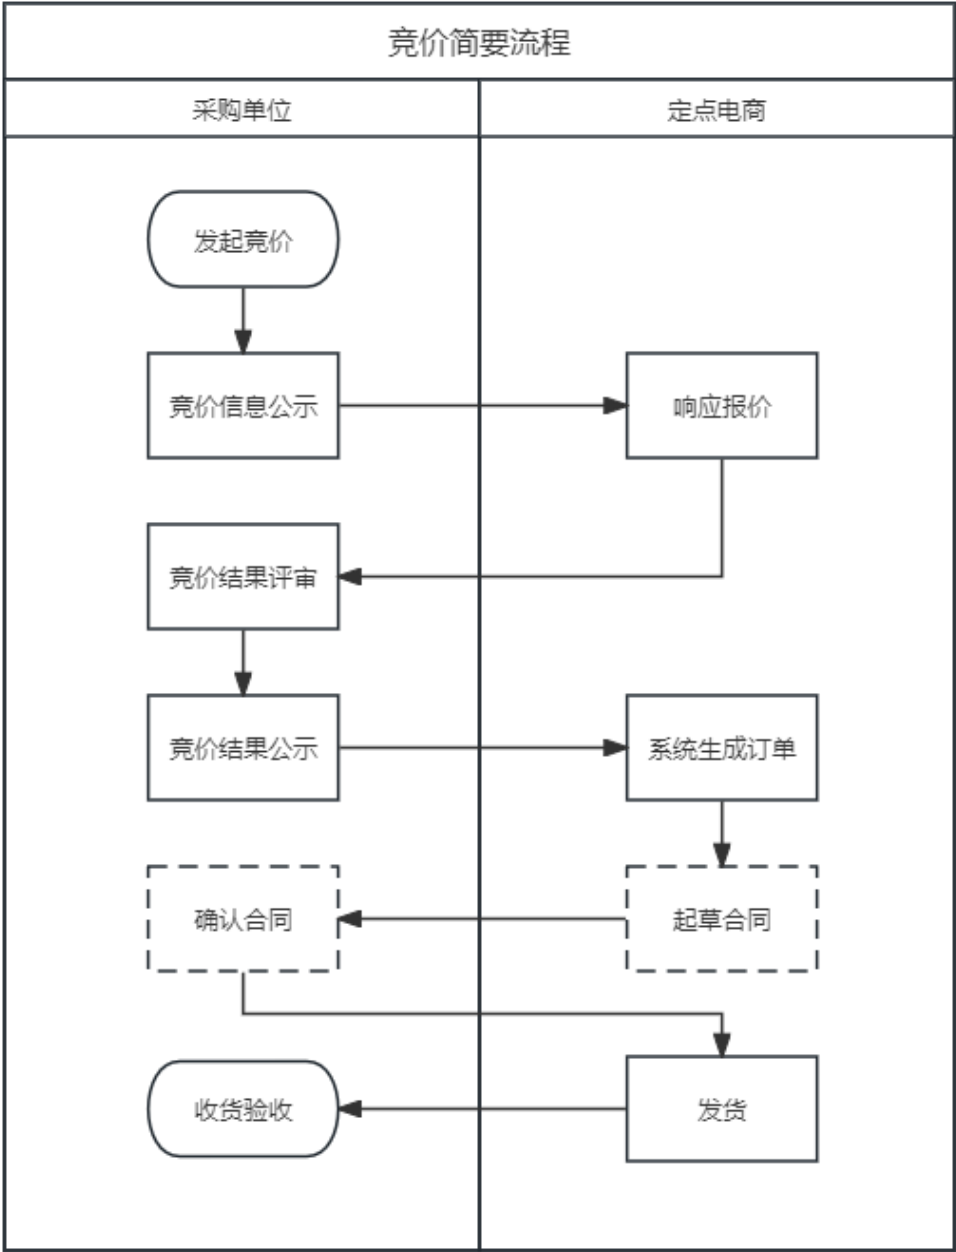 竞价简要流程
采购单位
定点电商
发起竞价
竞价信息公示
响应报价
竞价结果评审
竞价结果公示
系统生成订单
确认合同
起草合同
收货验收
发货